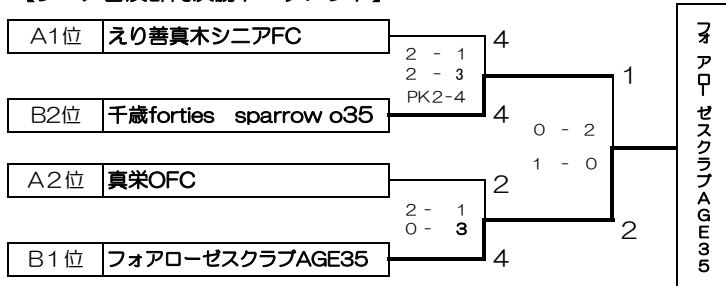 A1位 えり善真木シニアFC 4
2 - 1
2 - 3
PK2-4
1
B2位 千歳forties sparrow o35 4
0 - 2
1 - 0
A2位 真栄OFC 2
2 - 1
0 - 3
2
B1位 フォアローゼスクラブAGE35 4
フォアローゼスクラブAGE35